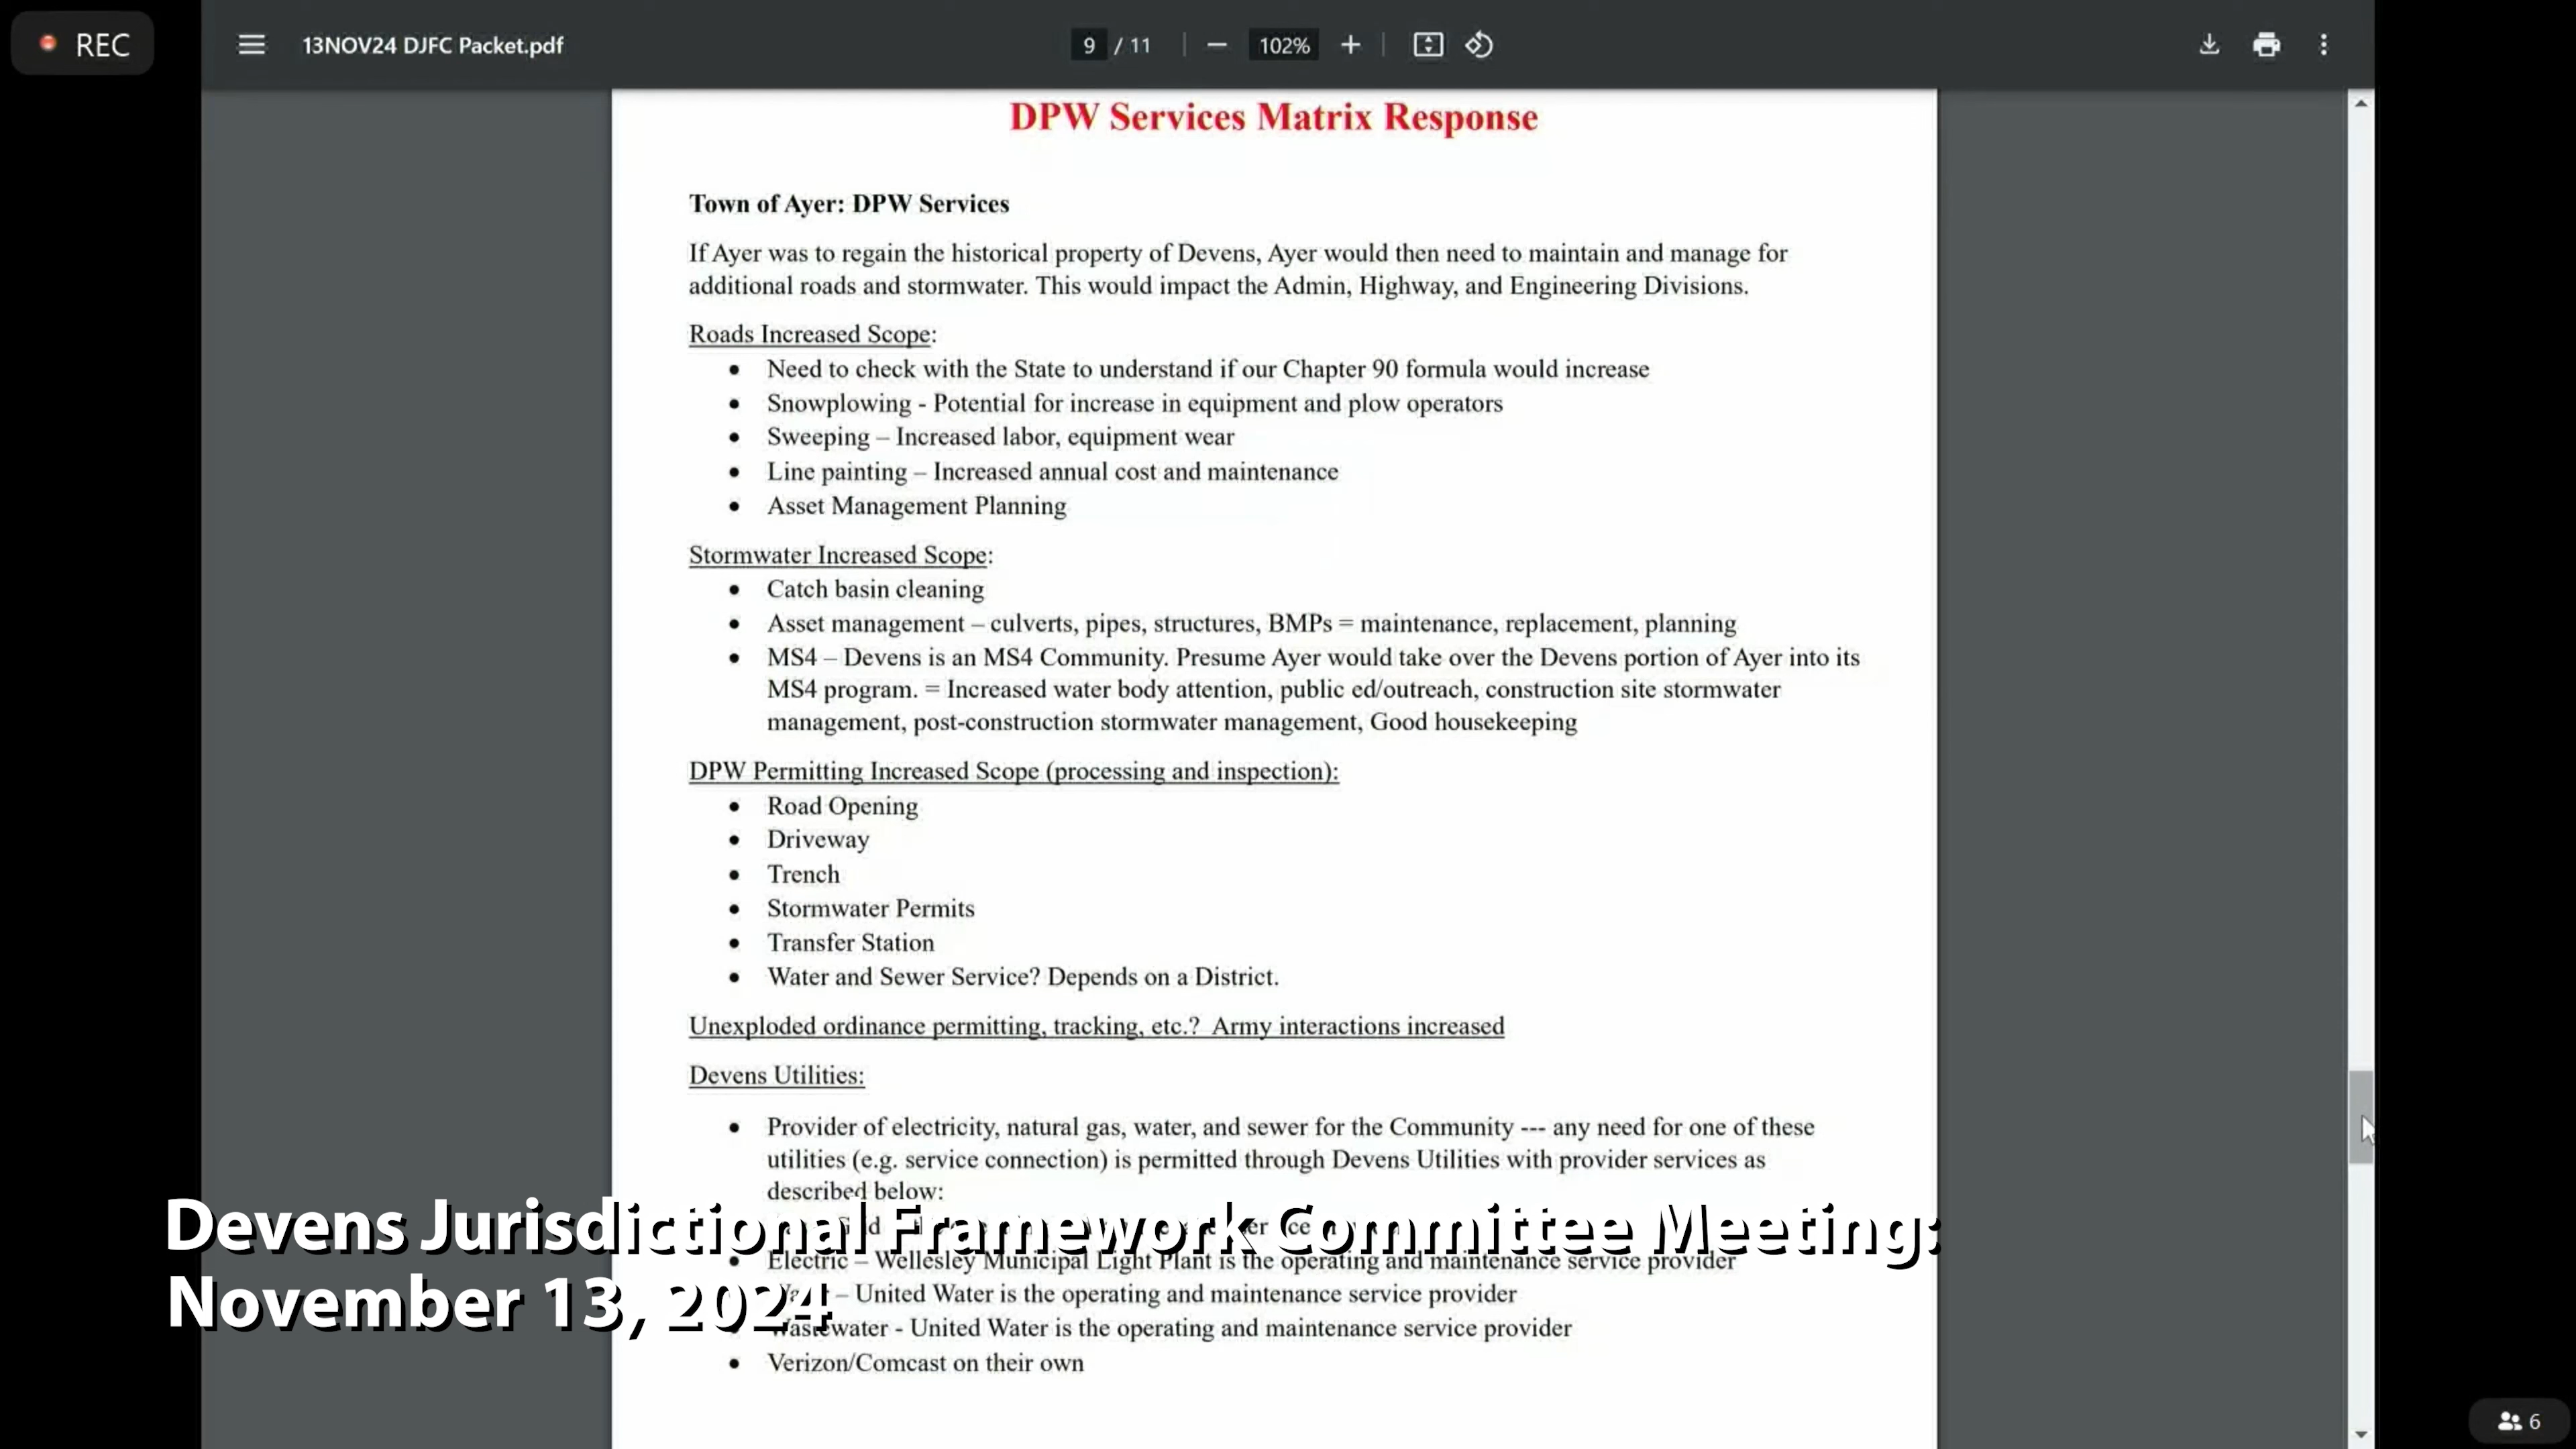 REC
13NOV24 DJFC Packet.pdf
9 / 11
102%
DPW Services Matrix Response
Town of Ayer: DPW Services
If Ayer was to regain the historical property of Devens, Ayer would then need to maintain and manage for
additional roads and stormwater. This would impact the Admin, Highway, and Engineering Divisions.
Roads Increased Scope:
• Need to check with the State to understand if our Chapter 90 formula would increase
• Snowplowing - Potential for increase in equipment and plow operators
• Sweeping – Increased labor, equipment wear
• Line painting – Increased annual cost and maintenance
• Asset Management Planning
Stormwater Increased Scope:
• Catch basin cleaning
• Asset management – culverts, pipes, structures, BMPs = maintenance, replacement, planning
• MS4 – Devens is an MS4 Community. Presume Ayer would take over the Devens portion of Ayer into its
MS4 program. = Increased water body attention, public ed/outreach, construction site stormwater
management, post-construction stormwater management, Good housekeeping
DPW Permitting Increased Scope (processing and inspection):
• Road Opening
• Driveway
• Trench
• Stormwater Permits
• Transfer Station
• Water and Sewer Service? Depends on a District.
Unexploded ordinance permitting, tracking, etc.? Army interactions increased
Devens Utilities:
• Provider of electricity, natural gas, water, and sewer for the Community --- any need for one of these
utilities (e.g. service connection) is permitted through Devens Utilities with provider services as
described below:
Devens Jurisdictional Framework Committee Meeting:
• Electric – Wellesley Municipal Light Plant is the operating and maintenance service provider
– United Water is the operating and maintenance service provider
November 13, 2024
Wastewater - United Water is the operating and maintenance service provider
• Verizon/Comcast on their own
6